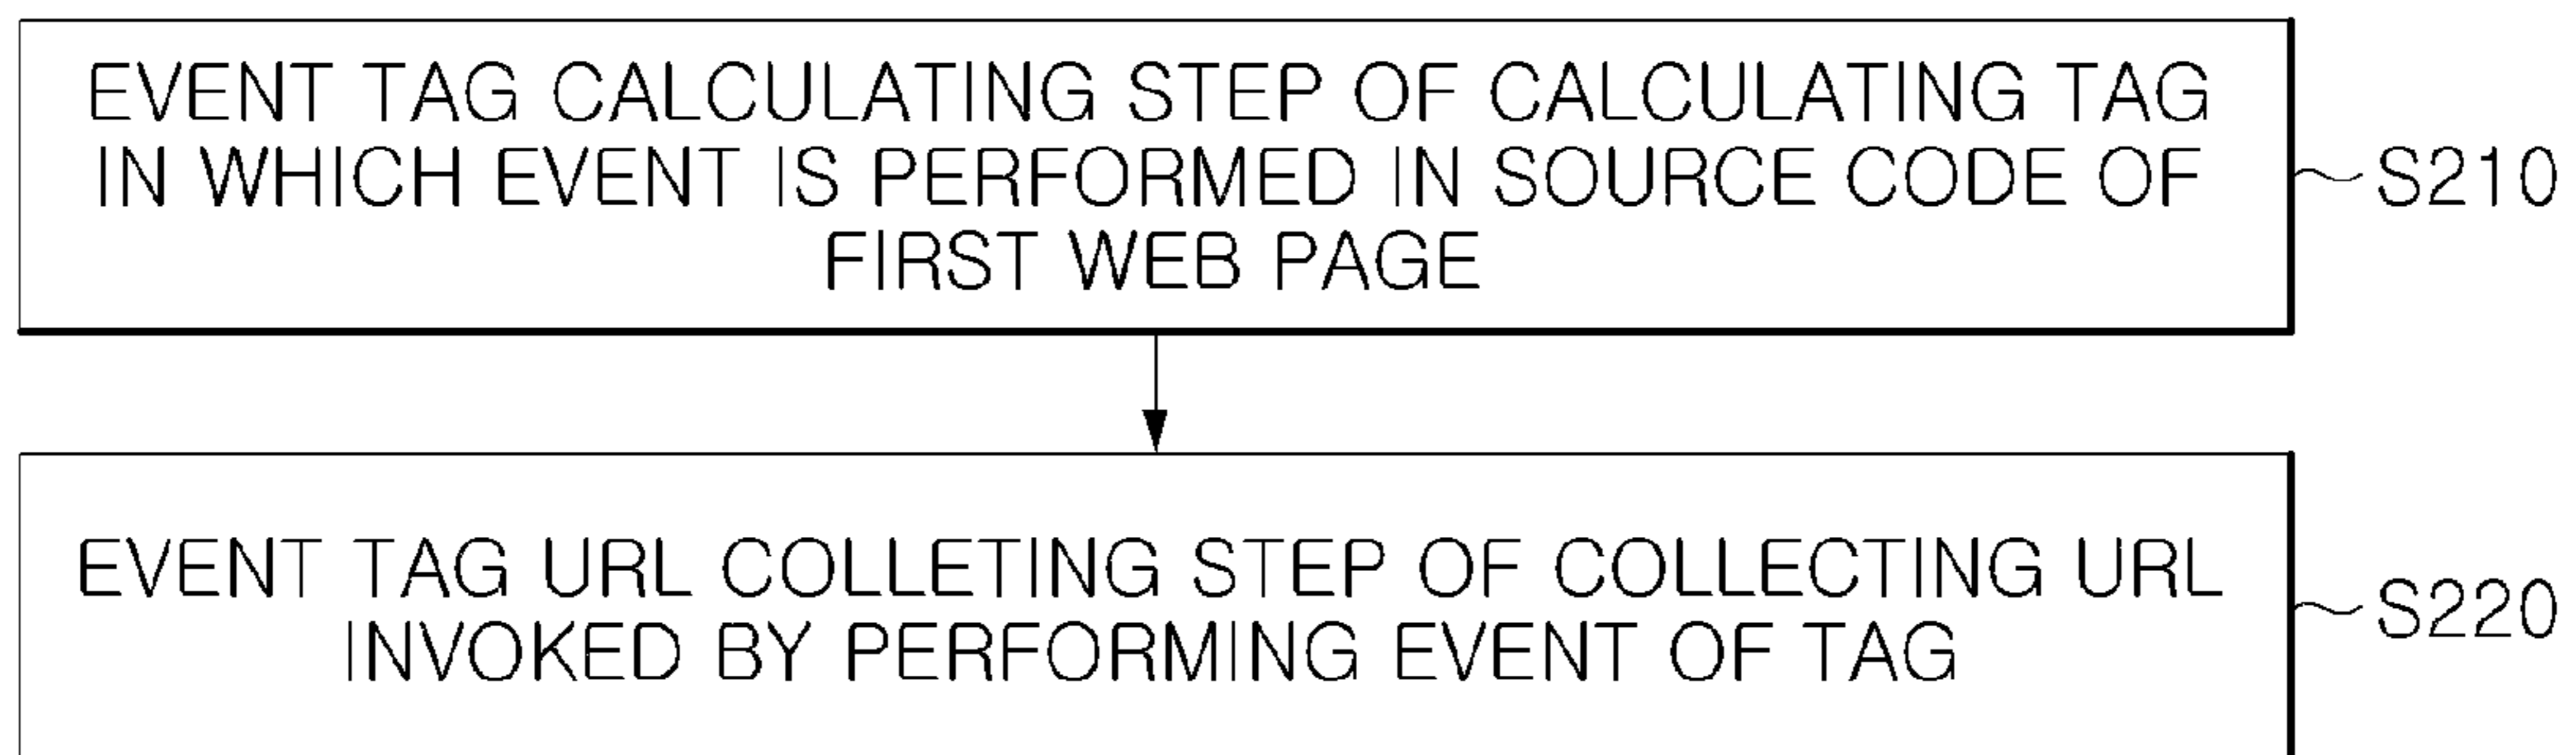 EVENT TAG CALCULATING STEP OF CALCULATING TAG
IN WHICH EVENT IS PERFORMED IN SOURCE CODE OF
FIRST WEB PAGE
S210
EVENT TAG URL COLLETING STEP OF COLLECTING URL
INVOKED BY PERFORMING EVENT OF TAG
S220